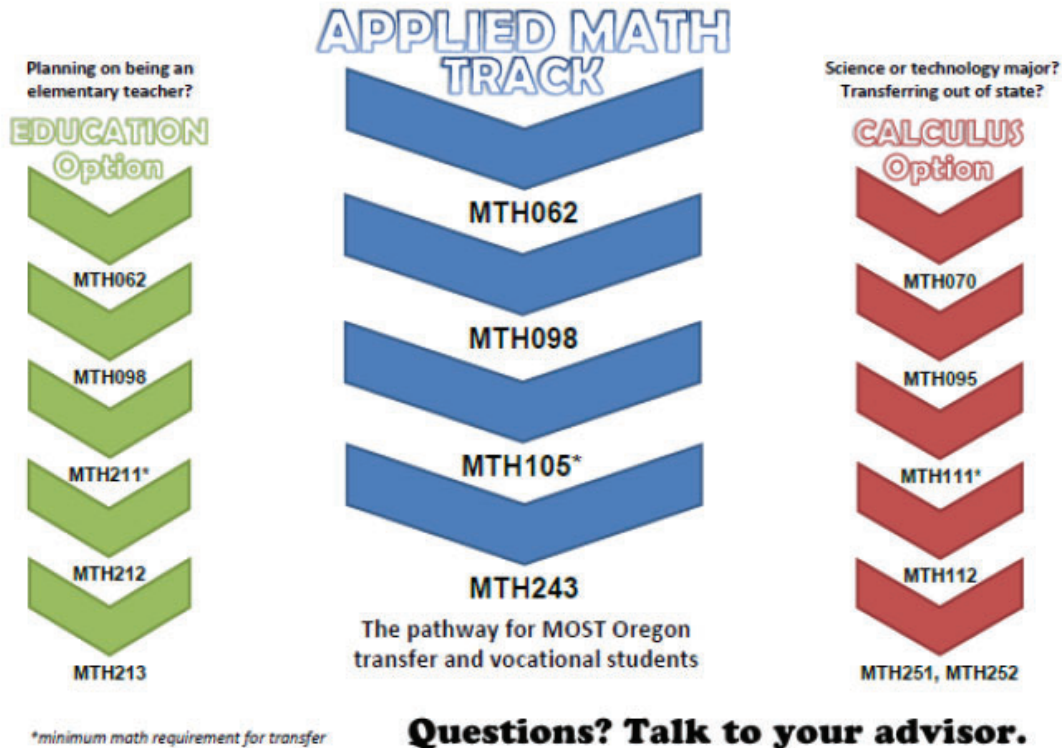 APPLIED MATH
TRACK
Planning on being an
elementary teacher?
EDUCATION
Option
MTH062
MTH098
MTH211*
MTH212
MTH213
MTH062
MTH098
MTH105*
MTH243
The pathway for MOST Oregon
transfer and vocational students
Science or technology major?
Transferring out of state?
CALCULUS
Option
MTH070
MTH095
MTH111*
MTH112
MTH251, MTH252
*minimum math requirement for transfer
Questions? Talk to your advisor.